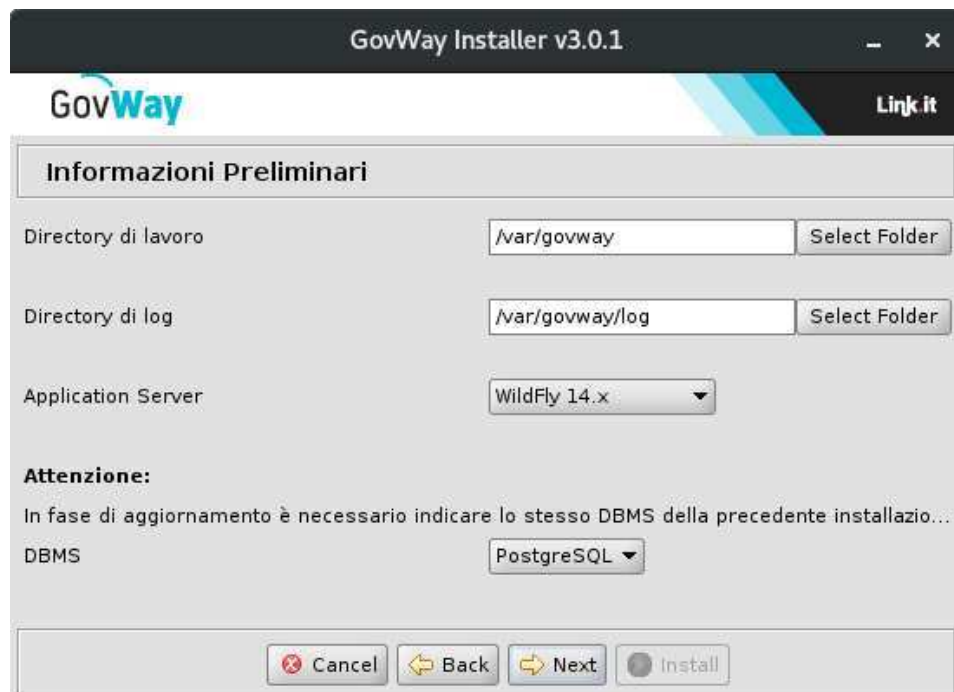 GovWay Installer v3.0.1
GovWay
Link.it
Informazioni Preliminari
Directory di lavoro /var/govway Select Folder
Directory di log /var/govway/log Select Folder
Application Server WildFly 14.x
Attenzione:
In fase di aggiornamento è necessario indicare lo stesso DBMS della precedente installazio...
DBMS PostgreSQL
Cancel Back Next Install